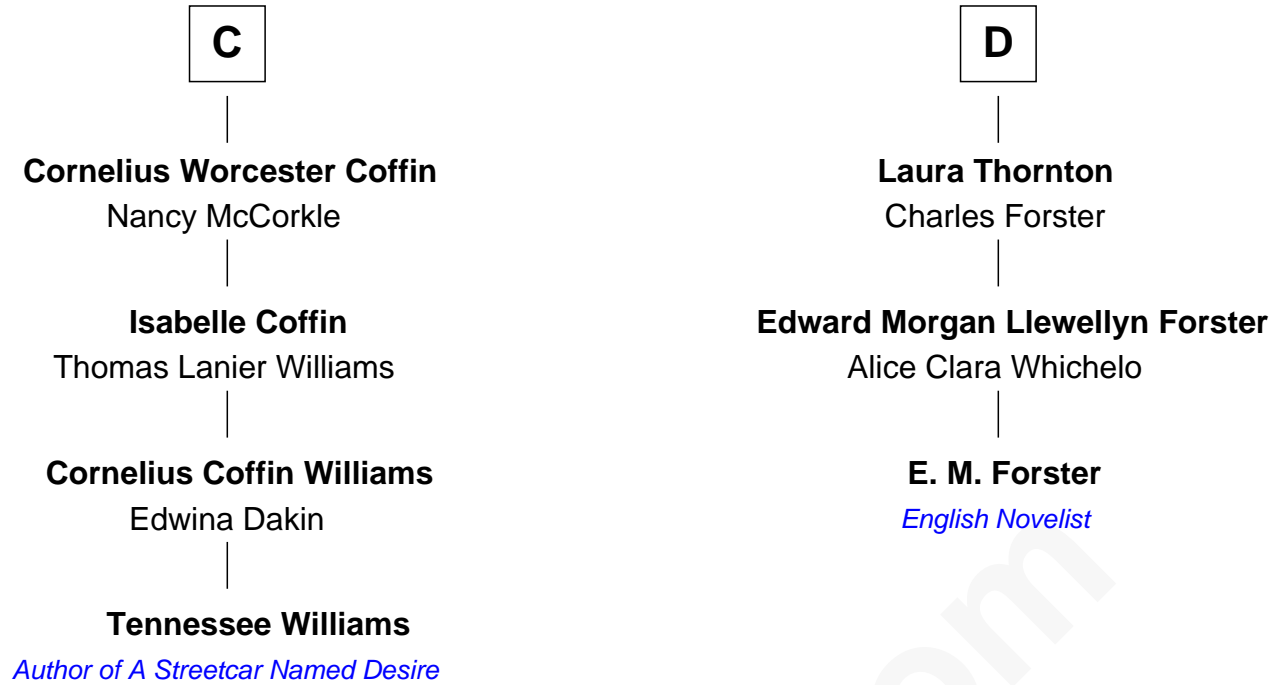 C
Cornelius Worcester Coffin
Nancy McCorkle
Isabelle Coffin
Thomas Lanier Williams
Cornelius Coffin Williams
Edwina Dakin
Tennessee Williams
Author of A Streetcar Named Desire
D
Laura Thornton
Charles Forster
Edward Morgan Llewellyn Forster
Alice Clara Whichelo
E. M. Forster
English Novelist
om